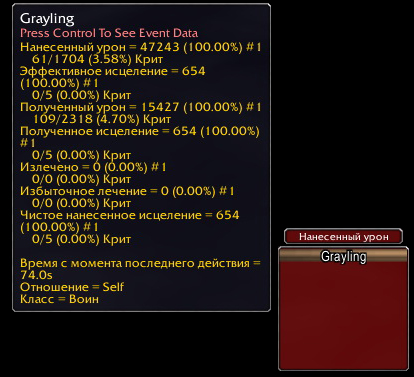 Grayling
Press Control To See Event Data
Нанесенный урон = 47243 (100.00%) #1
61/1704 (3.58%) Крит
Эффективное исцеление = 654
(100.00%) #1
0/5 (0.00%) Крит
Полученный урон = 15427 (100.00%) #1
109/2318 (4.70%) Крит
Полученное исцеление = 654 (100.00%)
#1
0/5 (0.00%) Крит
Излечено = 0 (0.00%) #1
0/0 (0.00%) Крит
Избыточное лечение = 0 (0.00%) #1
0/0 (0.00%) Крит
Чистое нанесенное исцеление = 654
(100.00%) #1
0/5 (0.00%) Крит
Время с момента последнего действия =
74.0s
Отношение = Self
Класс = Воин
Нанесенный урон
Grayling